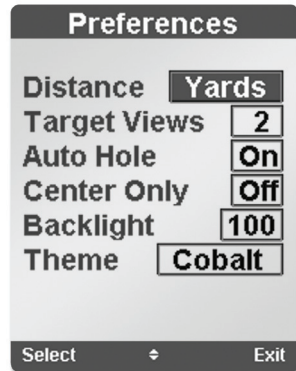 Preferences
Distance Yards
Target Views 2
Auto Hole On
Center Only Off
Backlight 100
Theme Cobalt
Select Exit